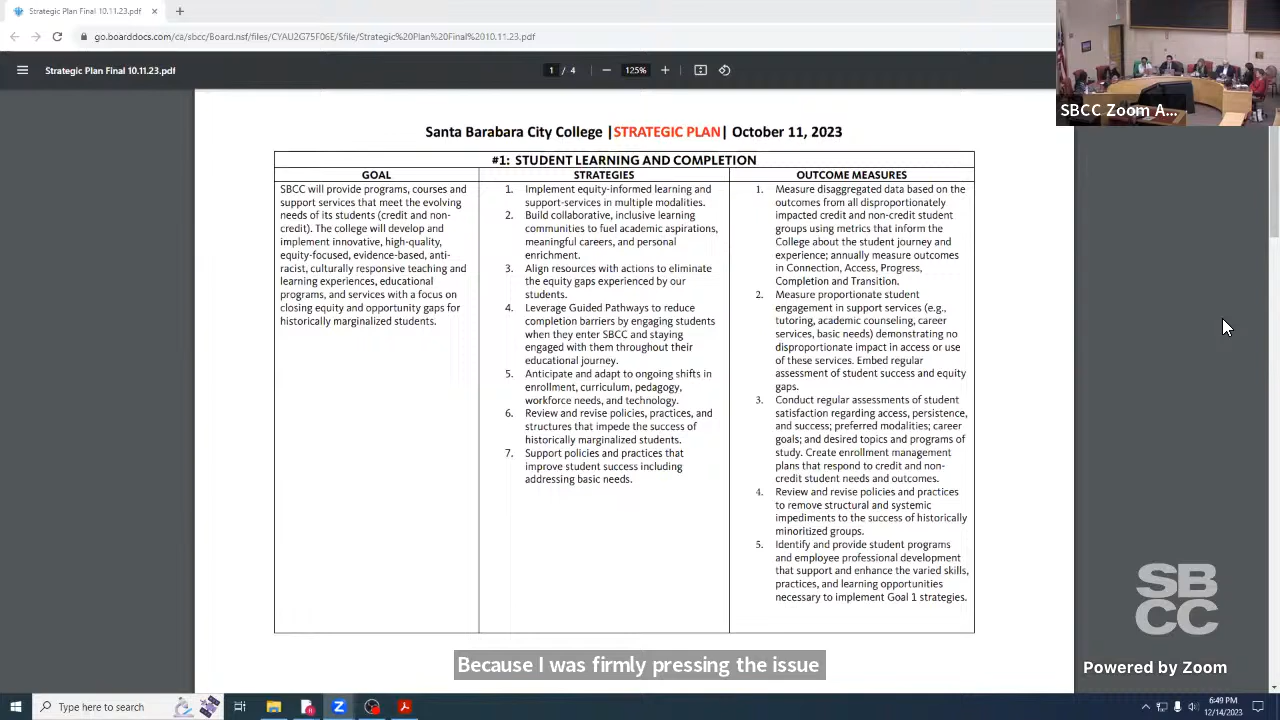 Strategic Plan Final 10.11.23.pdf
go.boarddocs.com/ca/sbcc/Board.nsf/files/CYAU2G75F06E/$file/Strategic%20Plan%20Final%2010.11.23.pdf
Strategic Plan Final 10.11.23.pdf
1 / 4
125%
SBCC Zoom A...
Santa Barabara City College |STRATEGIC PLAN| October 11, 2023
#1: STUDENT LEARNING AND COMPLETION
GOAL
SBCC will provide programs, courses and
support services that meet the evolving
needs of its students (credit and non-
credit). The college will develop and
implement innovative, high-quality,
equity-focused, evidence-based, anti-
racist, culturally responsive teaching and
learning experiences, educational
programs, and services with a focus on
closing equity and opportunity gaps for
historically marginalized students.
STRATEGIES
1. Implement equity-informed learning and
support-services in multiple modalities.
2. Build collaborative, inclusive learning
communities to fuel academic aspirations,
meaningful careers, and personal
enrichment.
3. Align resources with actions to eliminate
the equity gaps experienced by our
students.
4. Leverage Guided Pathways to reduce
completion barriers by engaging students
when they enter SBCC and staying
engaged with them throughout their
educational journey.
5. Anticipate and adapt to ongoing shifts in
enrollment, curriculum, pedagogy,
workforce needs, and technology.
6. Review and revise policies, practices, and
structures that impede the success of
historically marginalized students.
7. Support policies and practices that
improve student success including
addressing basic needs.
OUTCOME MEASURES
1. Measure disaggregated data based on the
outcomes from all disproportionately
impacted credit and non-credit student
groups using metrics that inform the
College about the student journey and
experience; annually measure outcomes
in Connection, Access, Progress,
Completion and Transition.
2. Measure proportionate student
engagement in support services (e.g.,
tutoring, academic counseling, career
services, basic needs) demonstrating no
disproportionate impact in access or use
of these services. Embed regular
assessment of student success and equity
gaps.
3. Conduct regular assessments of student
satisfaction regarding access, persistence,
and success; preferred modalities; career
goals; and desired topics and programs of
study. Create enrollment management
plans that respond to credit and non-
credit student needs and outcomes.
4. Review and revise policies and practices
to remove structural and systemic
impediments to the success of historically
minoritized groups.
5. Identify and provide student programs
and employee professional development
that support and enhance the varied skills,
practices, and learning opportunities
necessary to implement Goal 1 strategies.
Because I was firmly pressing the issue
SB
CC
Powered by Zoom
Type here to search
6:49 PM
12/14/2023